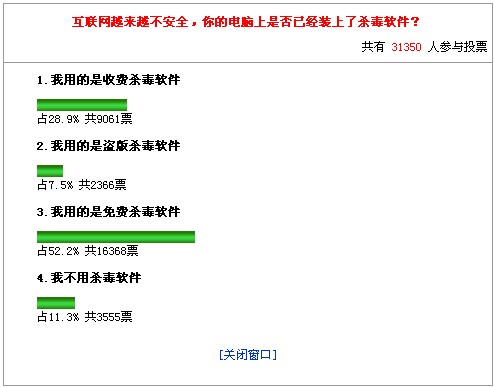 互联网越来越不安全，你的电脑上是否已经装上了杀毒软件？
共有 31350 人参与投票
1.我用的是收费杀毒软件
占28.9% 共9061票
2.我用的是盗版杀毒软件
占7.5% 共2366票
3.我用的是免费杀毒软件
占52.2% 共16368票
4.我不用杀毒软件
占11.3% 共3555票
[关闭窗口]